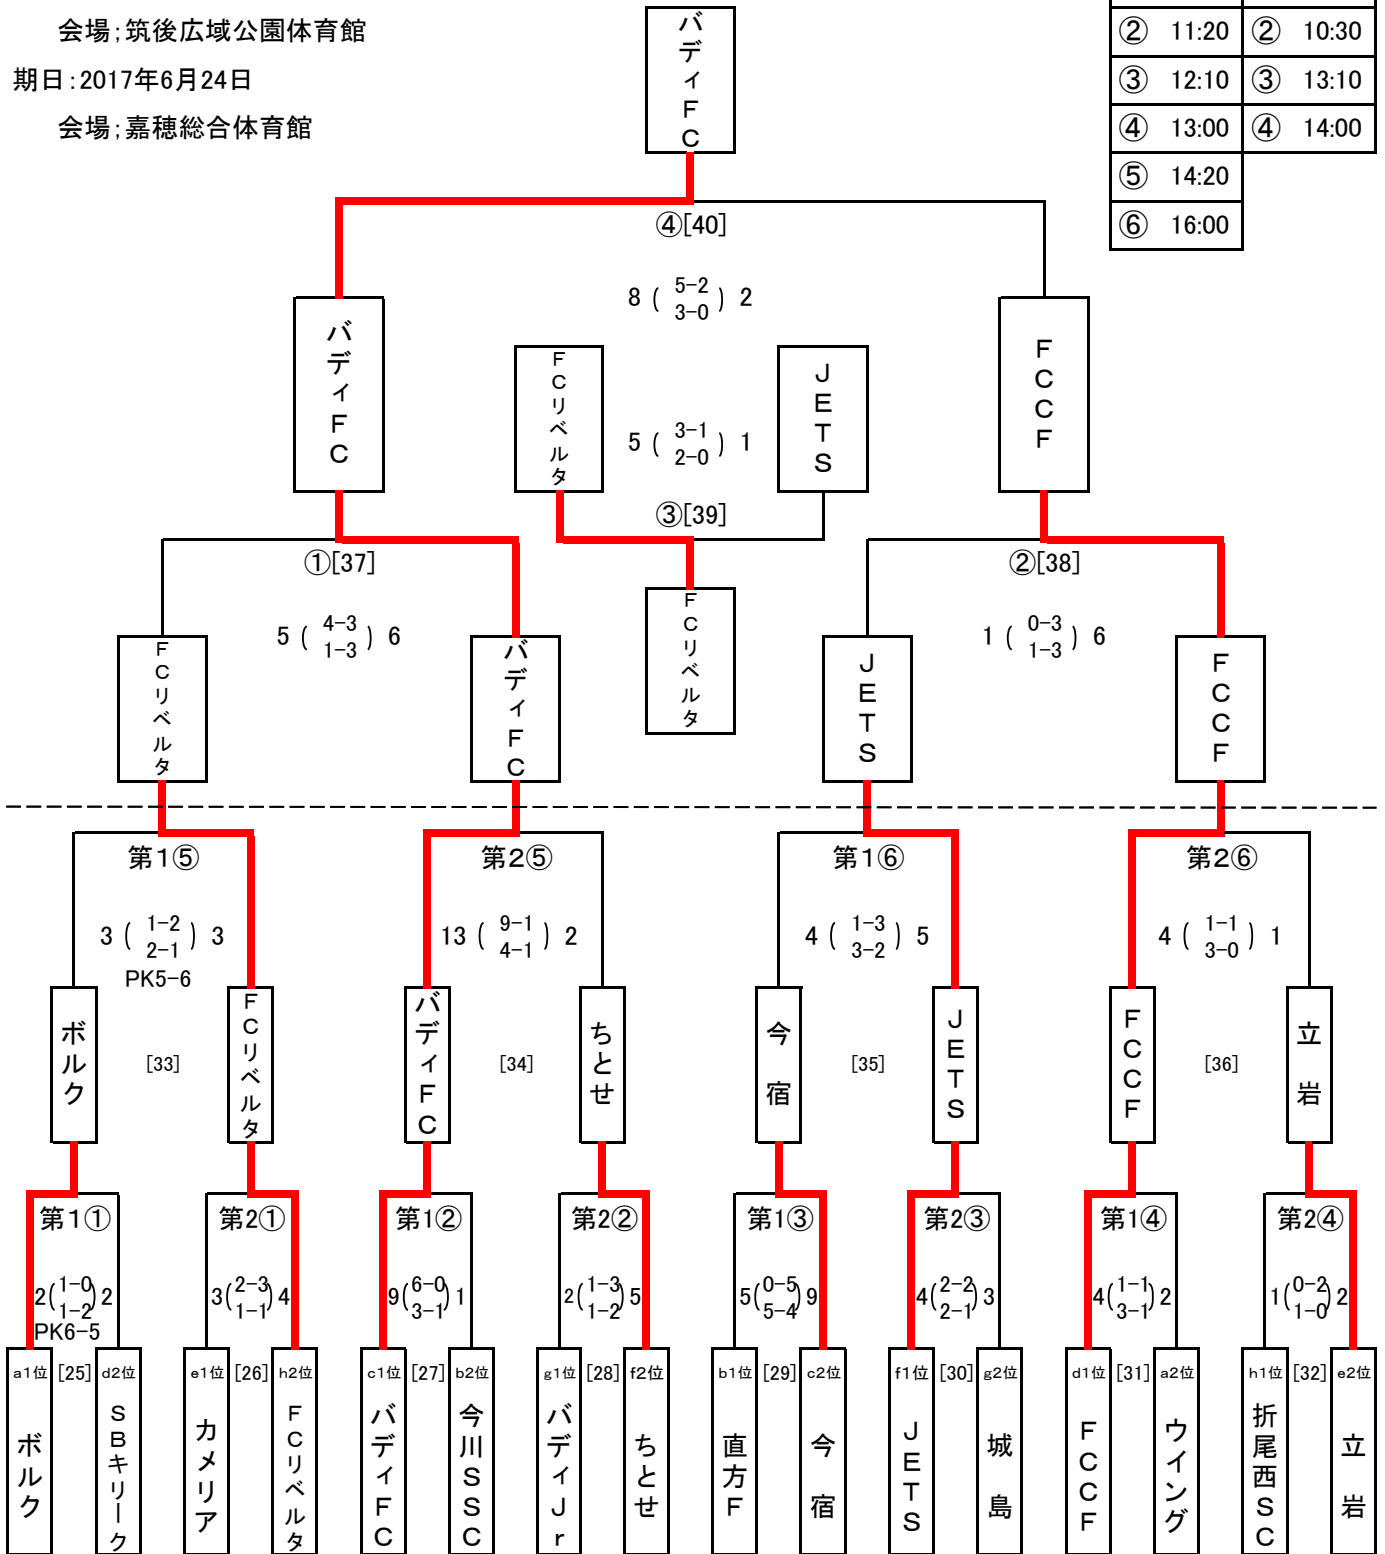 会場；筑後広域公園体育館
期日：2017年6月24日
会場；嘉穂総合体育館
② 11:20 ② 10:30
③ 12:10 ③ 13:10
④ 13:00 ④ 14:00
⑤ 14:20
⑥ 16:00
バディFC
④[40]
8 ( 5-2 ) 2
3-0
バディFC
FCリベルタ
JETS
FCCF
5 ( 3-1 ) 1
2-0
③[39]
①[37]
②[38]
FCリベルタ
5 ( 4-3 ) 6
1-3
1 ( 0-3 ) 6
1-3
FCリベルタ
バディFC
JETS
FCCF
第1⑤
第2⑤
第1⑥
第2⑥
3 ( 1-2 ) 3
2-1
PK5-6
13 ( 9-1 ) 2
4-1
4 ( 1-3 ) 5
3-2
4 ( 1-1 ) 1
3-0
ボルク
[33]
FCリベルタ
バディFC
[34]
ちとせ
今宿
[35]
JETS
FCCF
[36]
立岩
第1①
第2①
第1②
第2②
第1③
第2③
第1④
第2④
2 ( 1-0 ) 2
1-2
PK6-5
3 ( 2-3 ) 4
1-1
9 ( 6-0 ) 1
3-1
2 ( 1-3 ) 5
1-2
5 ( 0-5 ) 9
5-4
4 ( 2-2 ) 3
2-1
4 ( 1-1 ) 2
3-1
1 ( 0-2 ) 2
1-0
a1位 [25] d2位
e1位 [26] h2位
c1位 [27] b2位
g1位 [28] f2位
b1位 [29] c2位
f1位 [30] g2位
d1位 [31] a2位
h1位 [32] e2位
ボルク
SBキリーク
カメリア
FCリベルタ
バディFC
今川SSC
バディJr
ちとせ
直方F
今宿
JETS
城島
FCCF
ウイング
折尾西SC
立岩